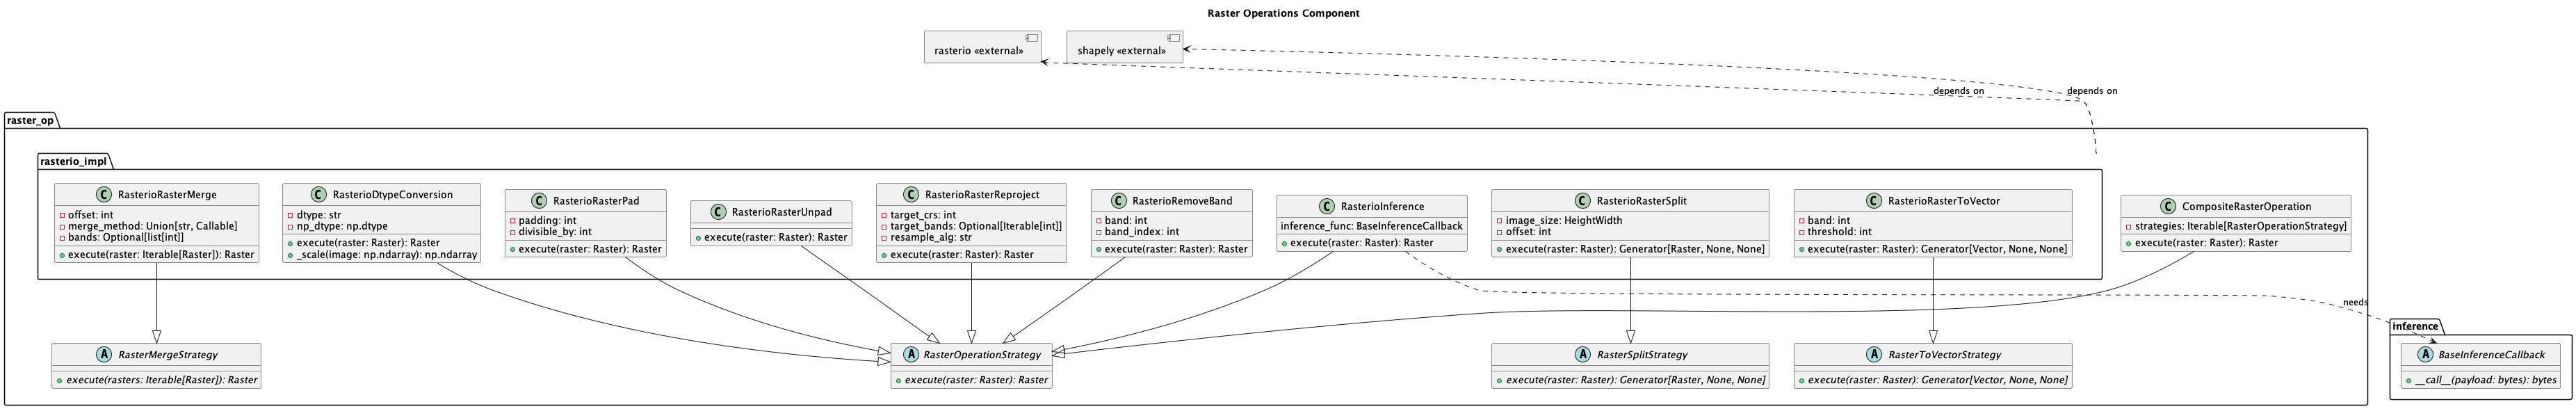 Raster Operations Component
rasterio «external»
shapely «external»
depends on
depends on
raster_op
rasterio_impl
C RasterioRasterMerge
offset: int
merge_method: Union[str, Callable]
bands: Optional[list[int]]
execute(raster: Iterable[Raster]): Raster
C RasterioDtypeConversion
dtype: str
np_dtype: np.dtype
execute(raster: Raster): Raster
_scale(image: np.ndarray): np.ndarray
C RasterioRasterPad
padding: int
divisible_by: int
execute(raster: Raster): Raster
C RasterioRasterUnpad
execute(raster: Raster): Raster
C RasterioRasterReproject
target_crs: int
target_bands: Optional[Iterable[int]]
resample_alg: str
execute(raster: Raster): Raster
C RasterioRemoveBand
band: int
band_index: int
execute(raster: Raster): Raster
C RasterioInference
inference_func: BaseInferenceCallback
execute(raster: Raster): Raster
C RasterioRasterSplit
image_size: HeightWidth
offset: int
execute(raster: Raster): Generator[Raster, None, None]
C RasterioRasterToVector
band: int
threshold: int
execute(raster: Raster): Generator[Vector, None, None]
C CompositeRasterOperation
strategies: Iterable[RasterOperationStrategy]
execute(raster: Raster): Raster
needs
A RasterMergeStrategy
execute(rasters: Iterable[Raster]): Raster
A RasterOperationStrategy
execute(raster: Raster): Raster
A RasterSplitStrategy
execute(raster: Raster): Generator[Raster, None, None]
A RasterToVectorStrategy
execute(raster: Raster): Generator[Vector, None, None]
inference
A BaseInferenceCallback
__call__(payload: bytes): bytes